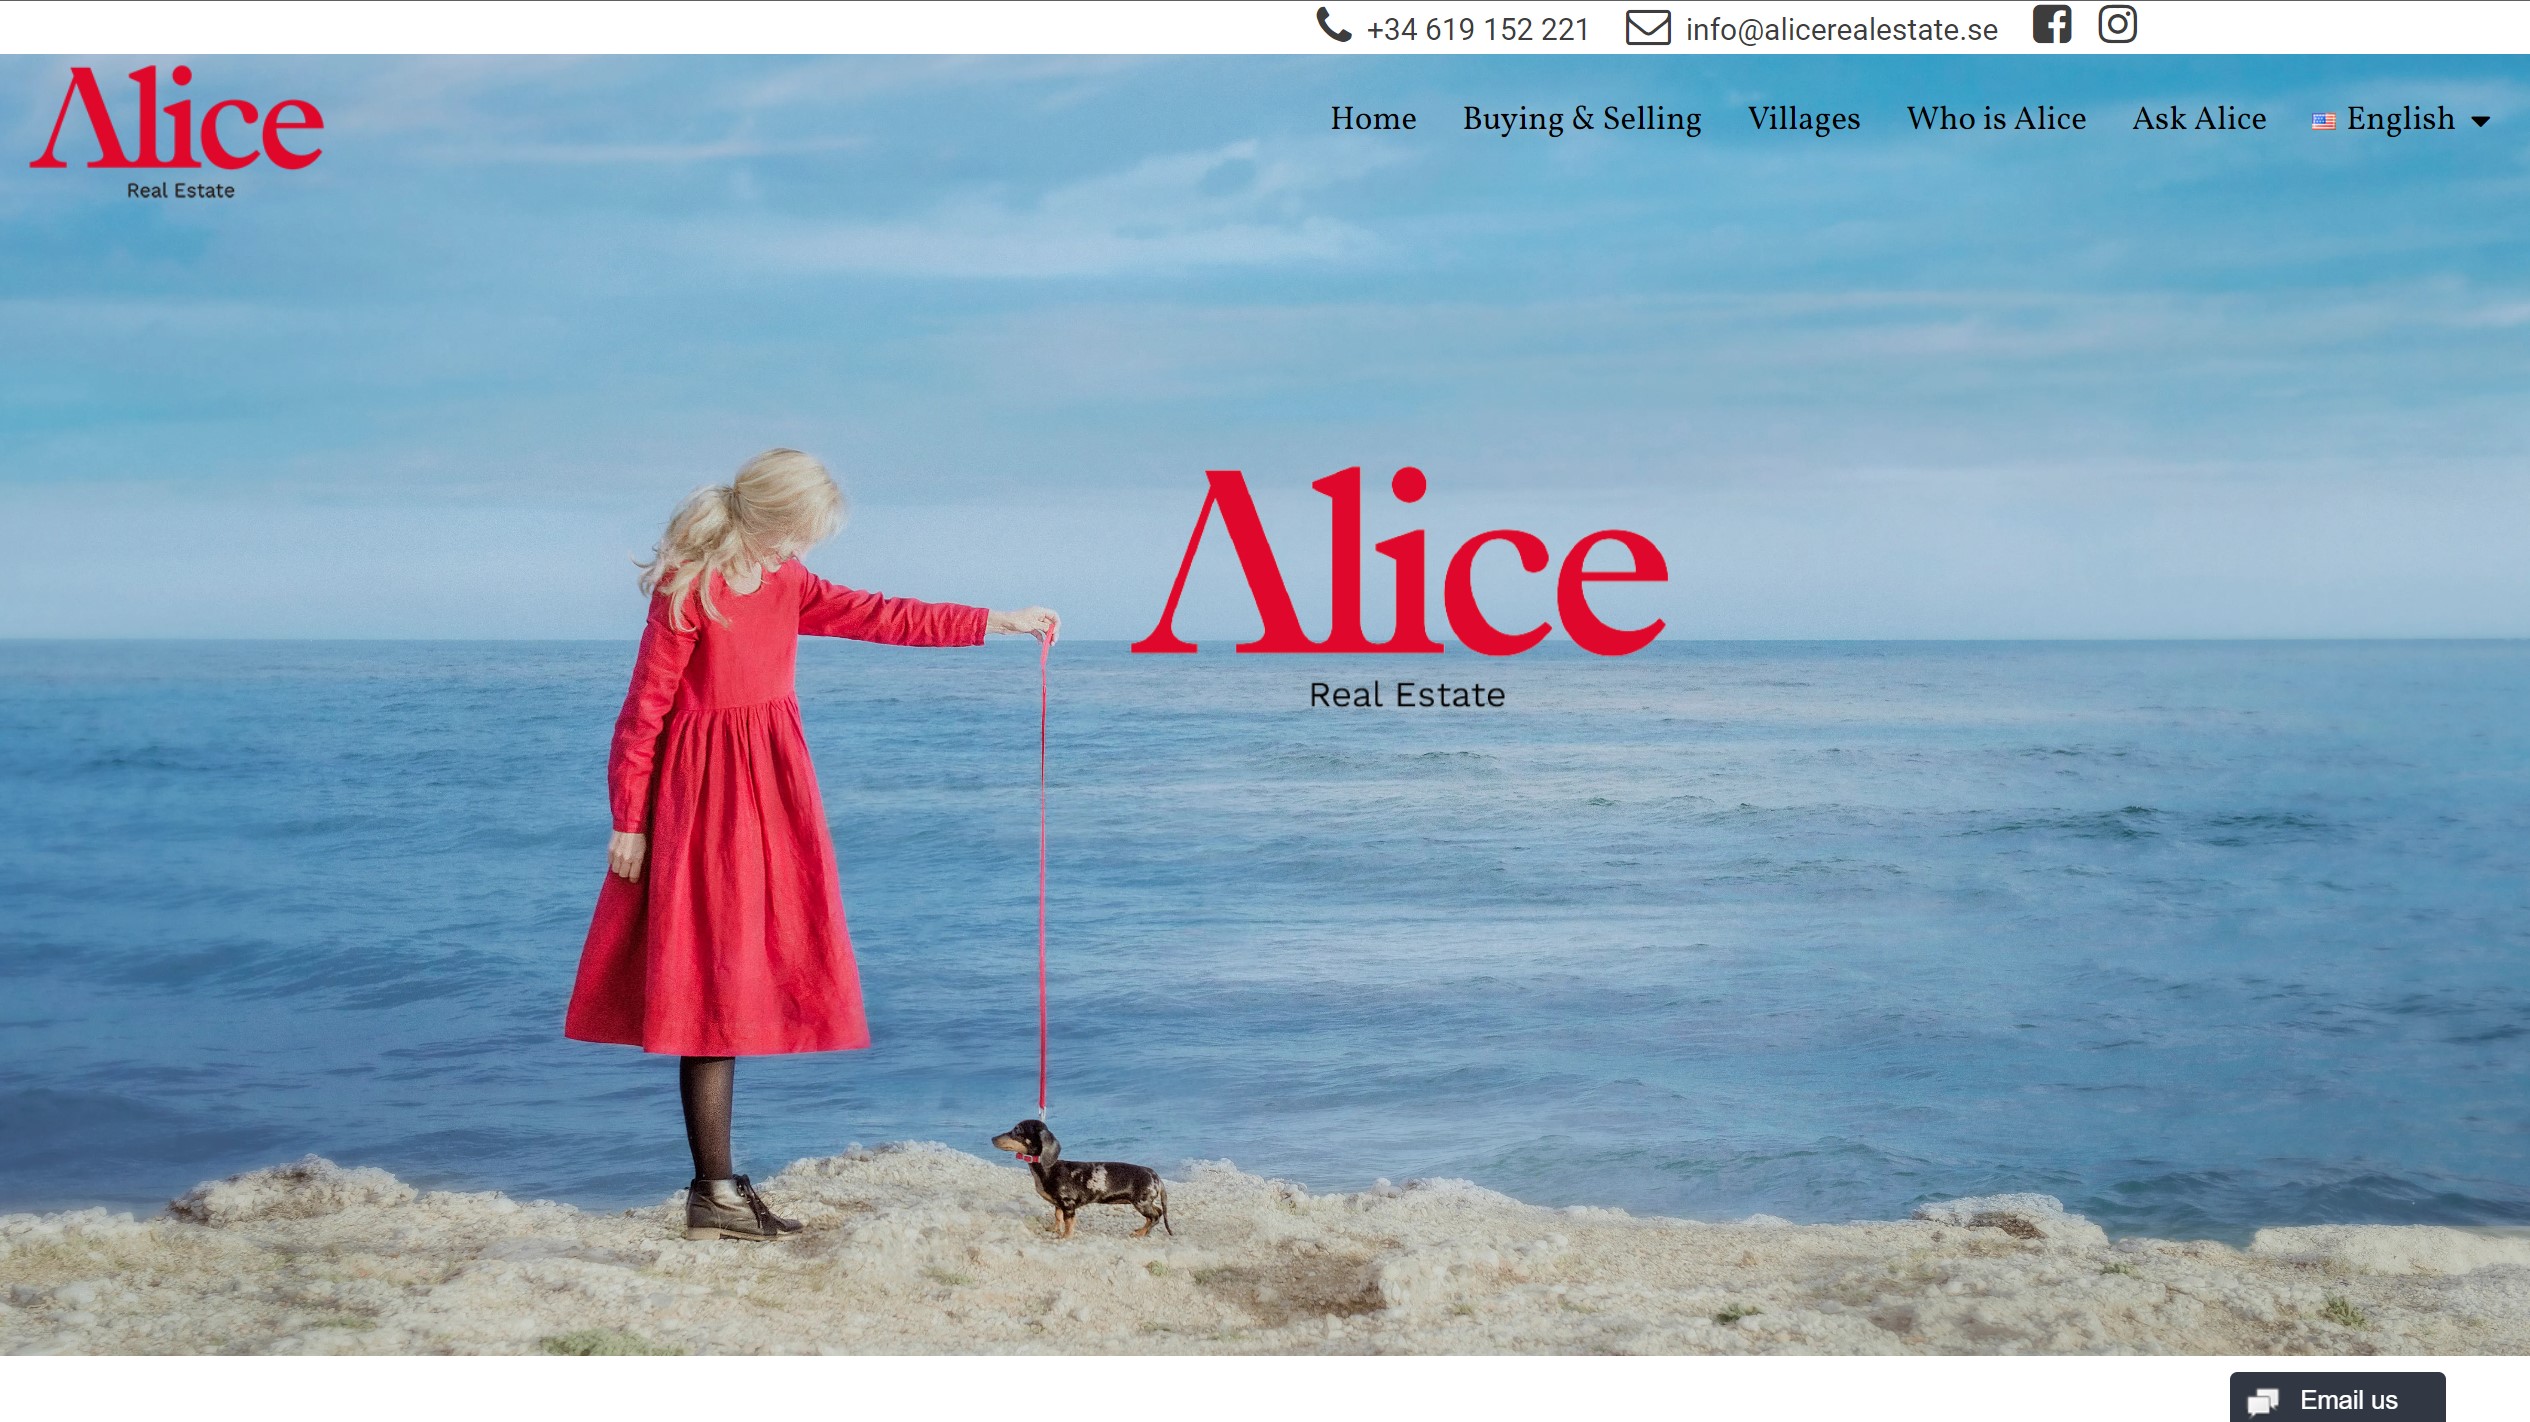 +34 619 152 221 info@alicerealestate.se
Alice
Real Estate
Home Buying & Selling Villages Who is Alice Ask Alice English
Alice
Real Estate
Email us